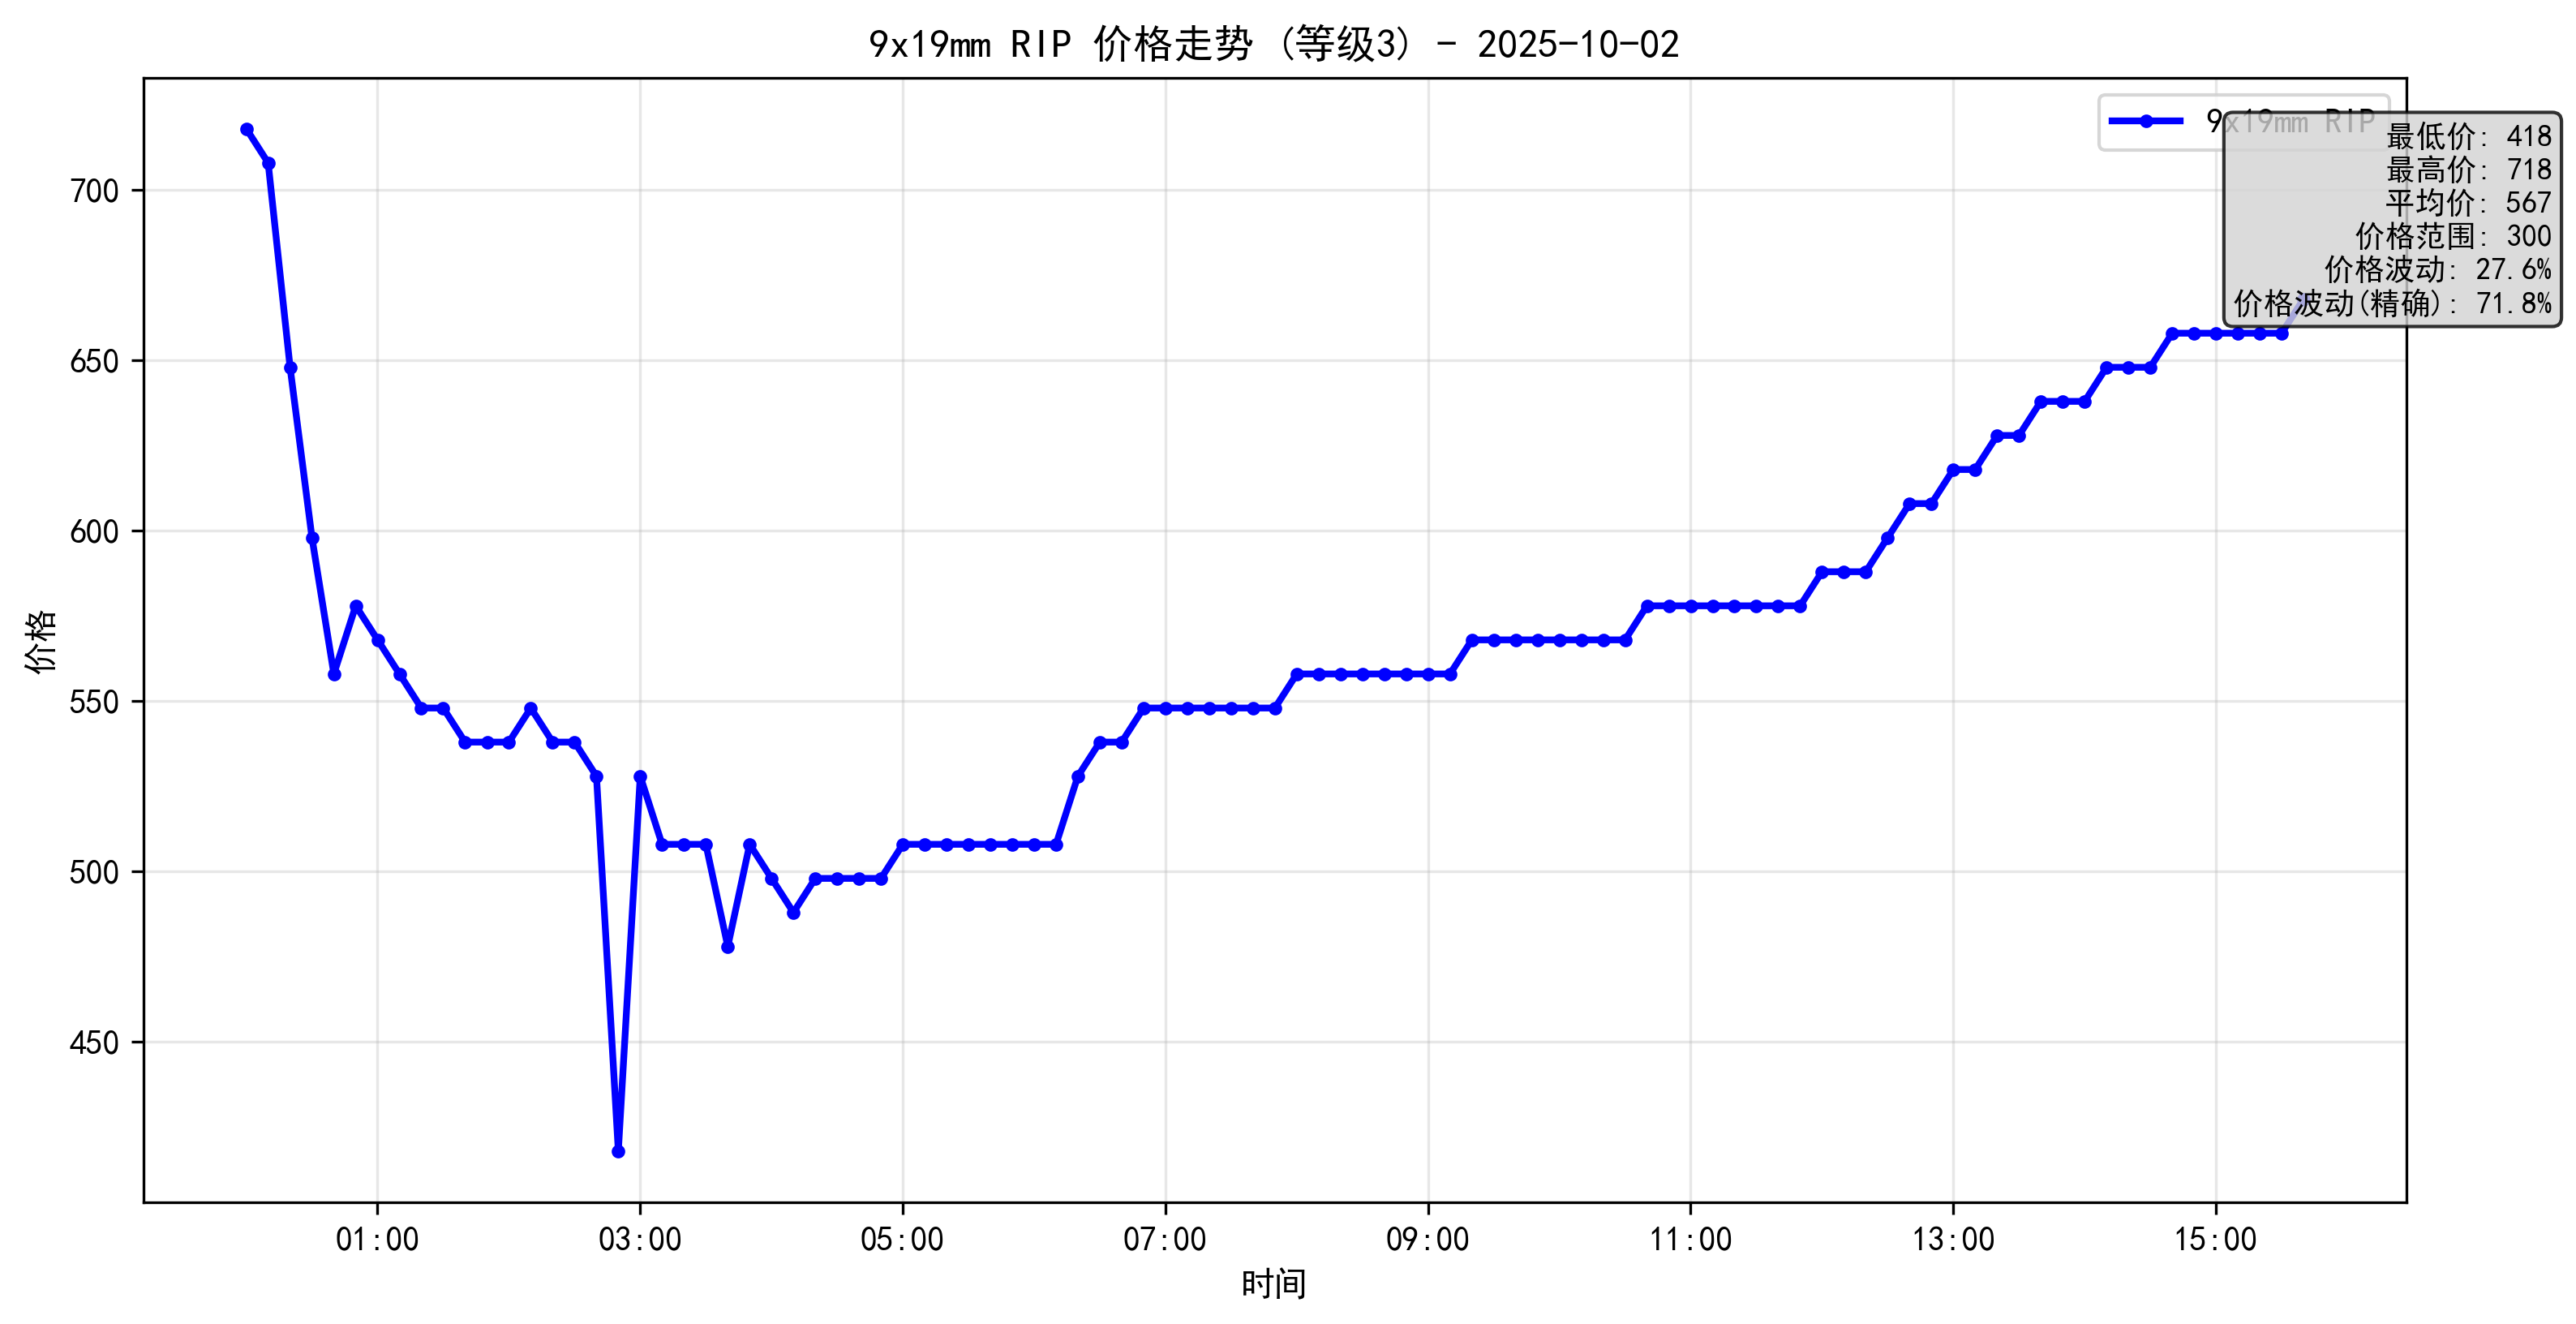 9x19mm RIP 价格走势 (等级3) - 2025-10-02
9x19mm RIP
最低价: 418
最高价: 718
平均价: 567
价格范围: 300
价格波动: 27.6%
价格波动(精确): 71.8%
价格
700
650
600
550
500
450
01:00 03:00 05:00 07:00 09:00 11:00 13:00 15:00
时间